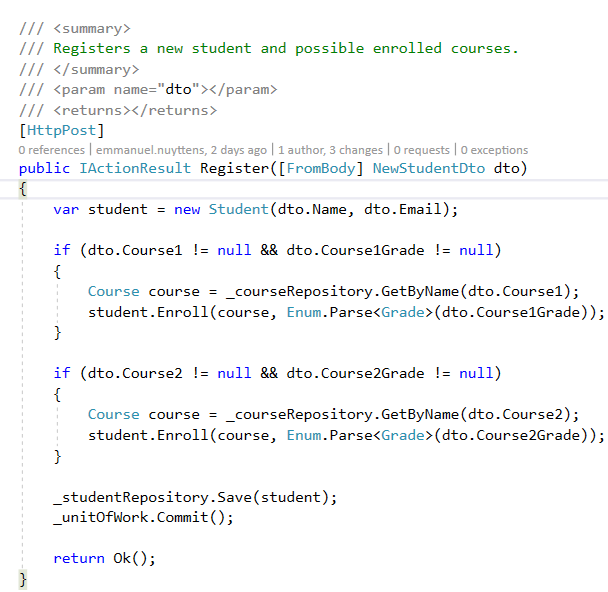 /// <summary>
/// Registers a new student and possible enrolled courses.
/// </summary>
/// <param name="dto"></param>
/// <returns></returns>
[HttpPost]
0 references | emmanuel.nuyttens, 2 days ago | 1 author, 3 changes | 0 requests | 0 exceptions
public IActionResult Register([FromBody] NewStudentDto dto)
{
    var student = new Student(dto.Name, dto.Email);

    if (dto.Course1 != null && dto.Course1Grade != null)
    {
        Course course = _courseRepository.GetByName(dto.Course1);
        student.Enroll(course, Enum.Parse<Grade>(dto.Course1Grade));
    }

    if (dto.Course2 != null && dto.Course2Grade != null)
    {
        Course course = _courseRepository.GetByName(dto.Course2);
        student.Enroll(course, Enum.Parse<Grade>(dto.Course2Grade));
    }

    _studentRepository.Save(student);
    _unitOfWork.Commit();

    return Ok();
}